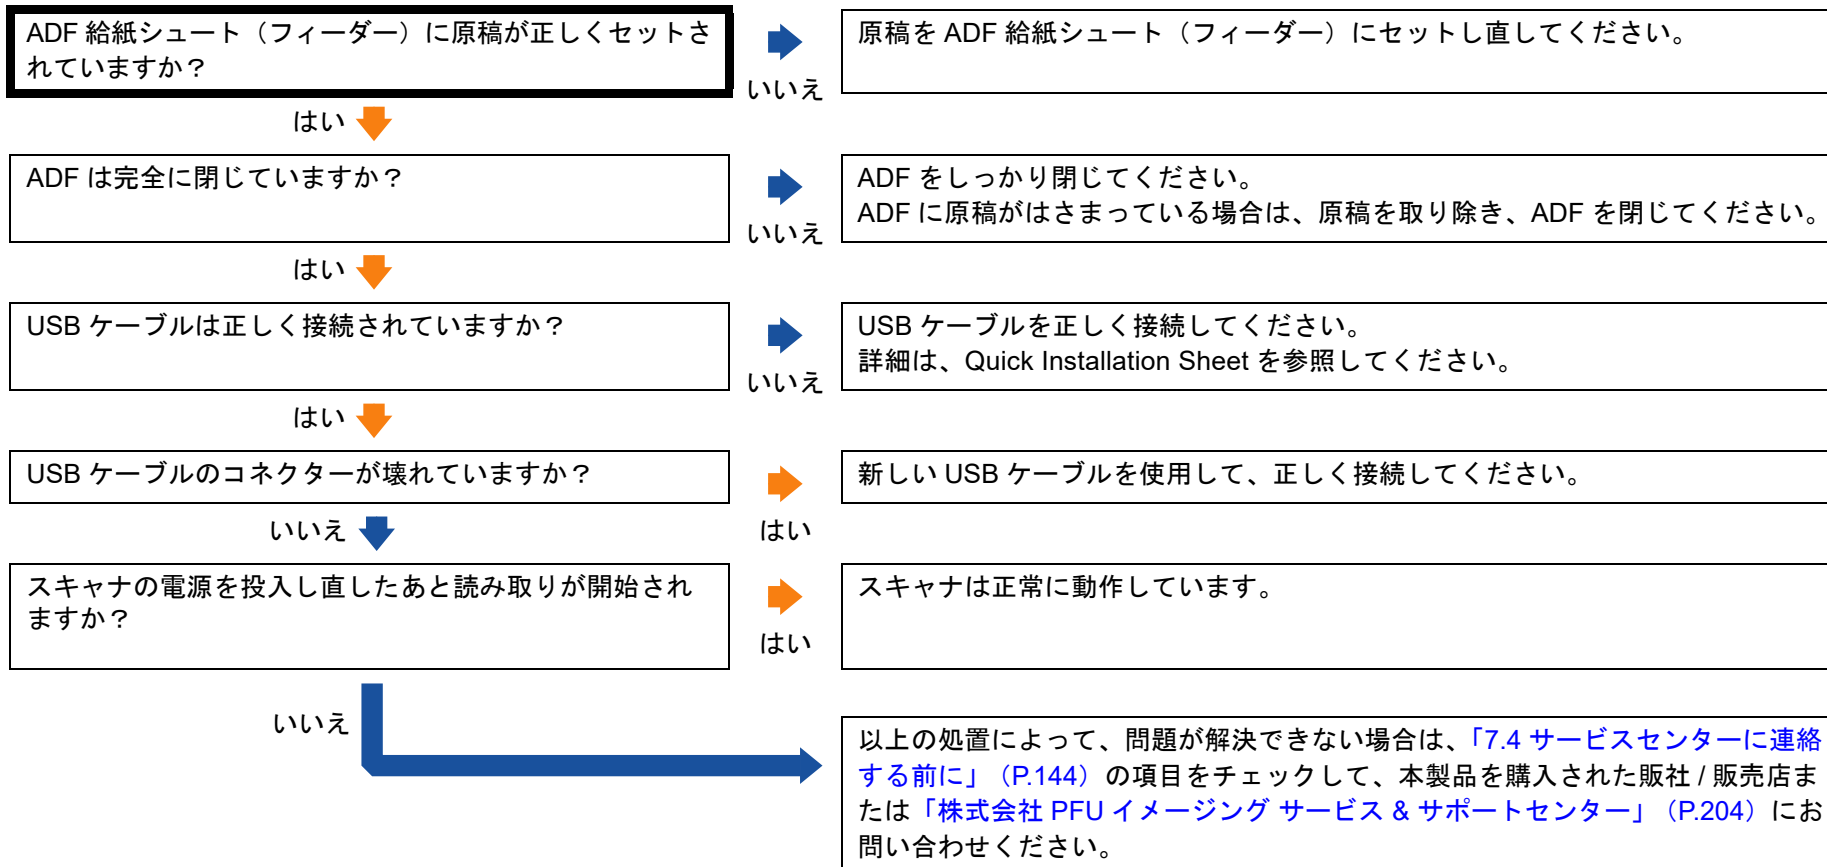 ADF 給紙シュート（フィーダー）に原稿が正しくセットさ
れていますか？
いいえ
原稿を ADF 給紙シュート（フィーダー）にセットし直してください。
はい
ADF は完全に閉じていますか？
いいえ
ADF をしっかり閉じてください。
ADF に原稿がはさまっている場合は、原稿を取り除き、ADF を閉じてください。
はい
USB ケーブルは正しく接続されていますか？
いいえ
USB ケーブルを正しく接続してください。
詳細は、Quick Installation Sheet を参照してください。
はい
USB ケーブルのコネクターが壊れていますか？
はい
新しい USB ケーブルを使用して、正しく接続してください。
いいえ
スキャナの電源を投入し直したあと読み取りが開始され
ますか？
はい
スキャナは正常に動作しています。
いいえ
以上の処置によって、問題が解決できない場合は、「7.4 サービスセンターに連絡
する前に」（P.144）の項目をチェックして、本製品を購入された販社 / 販売店ま
たは「株式会社 PFU イメージング サービス & サポートセンター」（P.204）にお
問い合わせください。